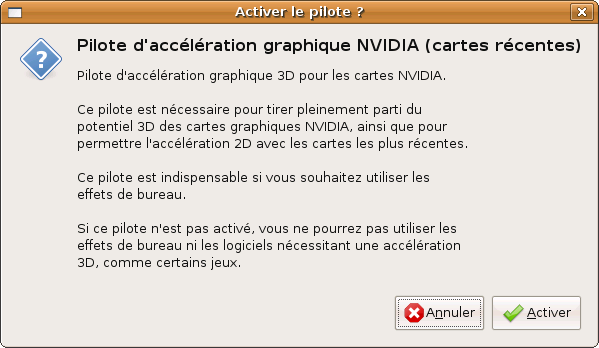 Activer le pilote ?
Pilote d'accélération graphique NVIDIA (cartes récentes)
Pilote d'accélération graphique 3D pour les cartes NVIDIA.
Ce pilote est nécessaire pour tirer pleinement parti du
potentiel 3D des cartes graphiques NVIDIA, ainsi que pour
permettre l'accélération 2D avec les cartes les plus récentes.
Ce pilote est indispensable si vous souhaitez utiliser les
effets de bureau.
Si ce pilote n'est pas activé, vous ne pourrez pas utiliser les
effets de bureau ni les logiciels nécessitant une accélération
3D, comme certains jeux.
Annuler
Activer